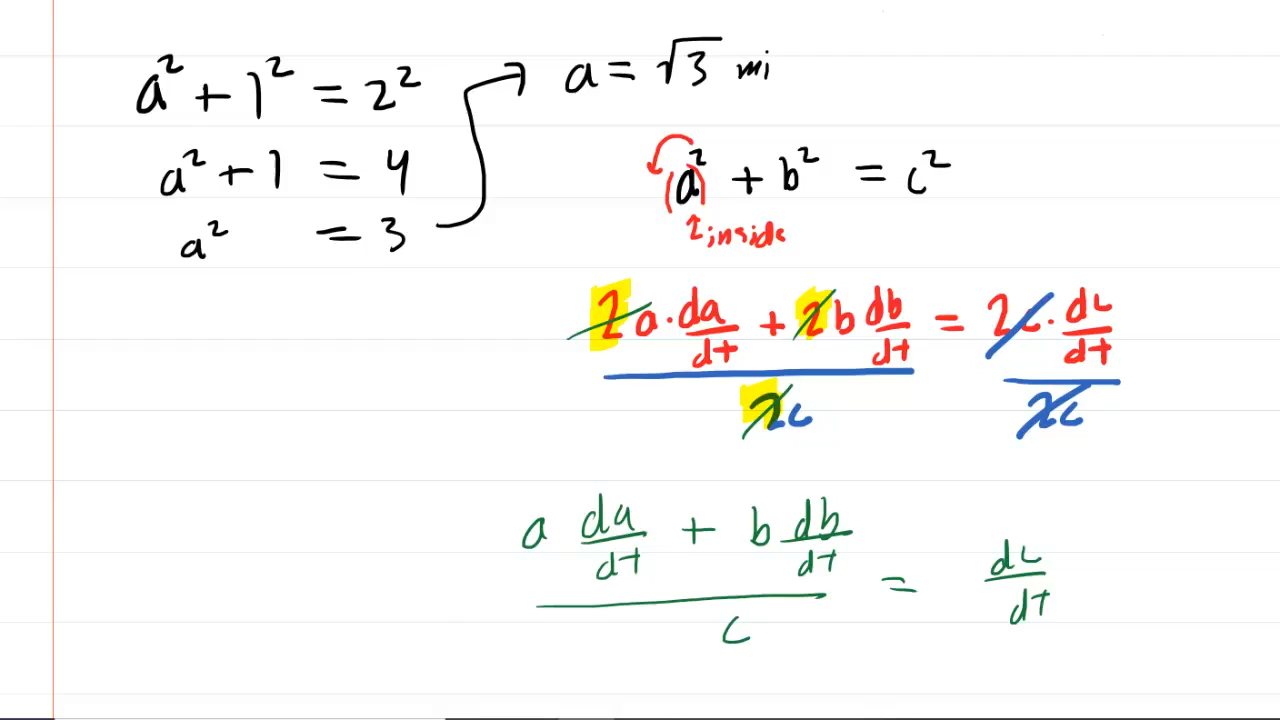 a² + 1² = 2²
a² + 1 = 4
a² = 3
→ a = √3 mi
(a)² + b² = c²
inside
2a · da/dt + 2b db/dt = 2c · dc/dt
2c 2c
a da/dt + b db/dt = dc/dt
c